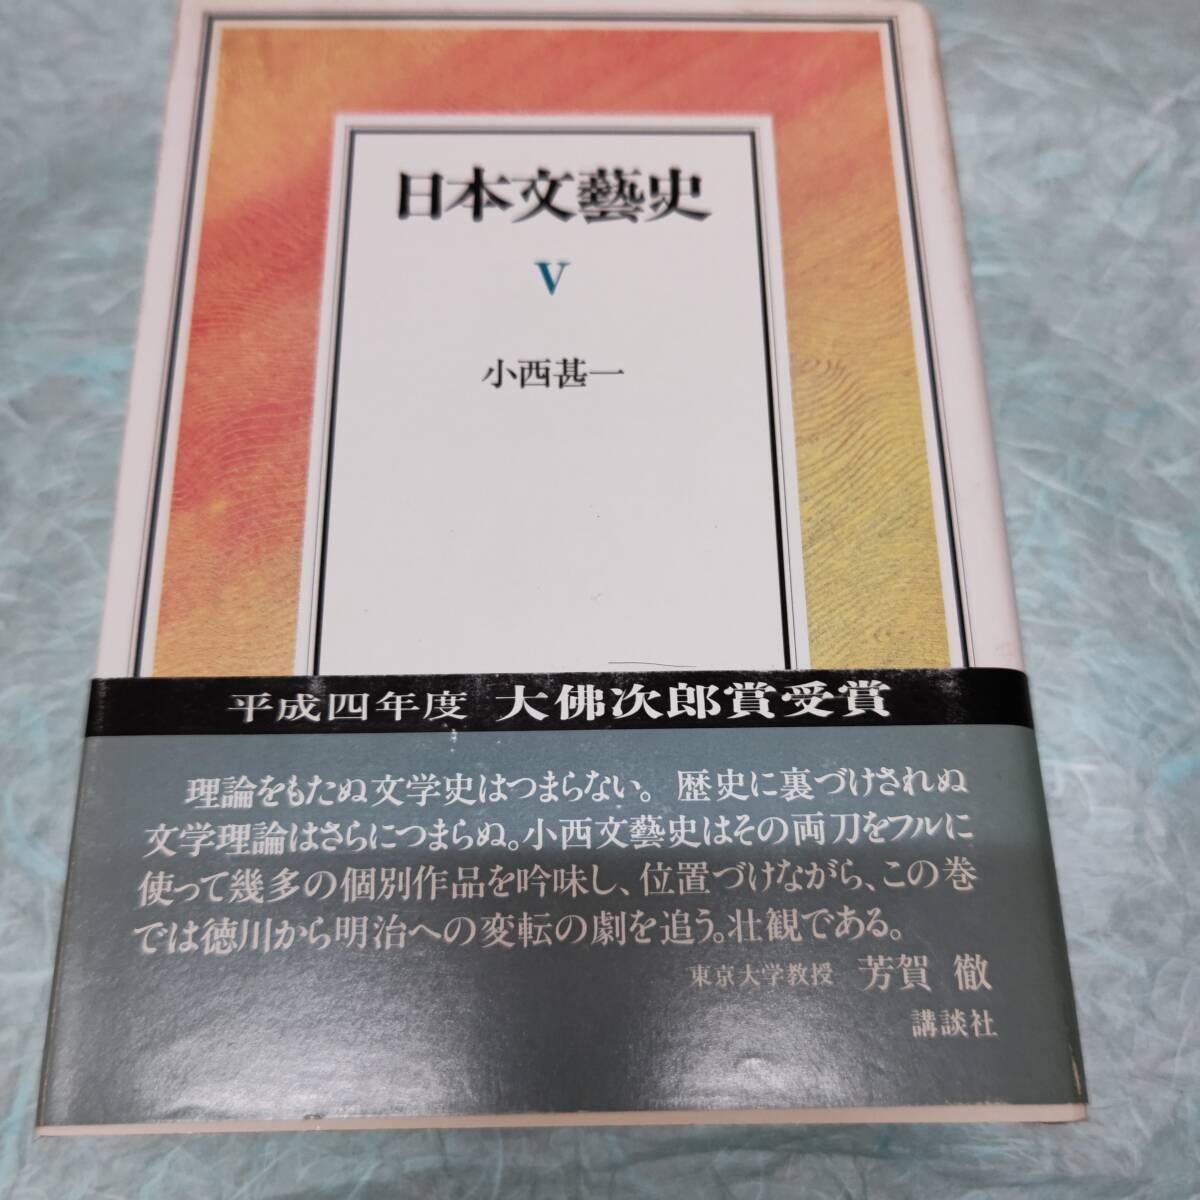 日本文藝史
V
小西甚一
平成四年度 大佛次郎賞受賞
理論をもたぬ文学史はつまらない。歴史に裏づけされぬ
文学理論はさらにつまらぬ。小西文藝史はその両刀をフルに
使って幾多の個別作品を吟味し、位置づけながら、この巻
では徳川から明治への変転の劇を追う。壮観である。
東京大学教授 芳賀 徹
講談社